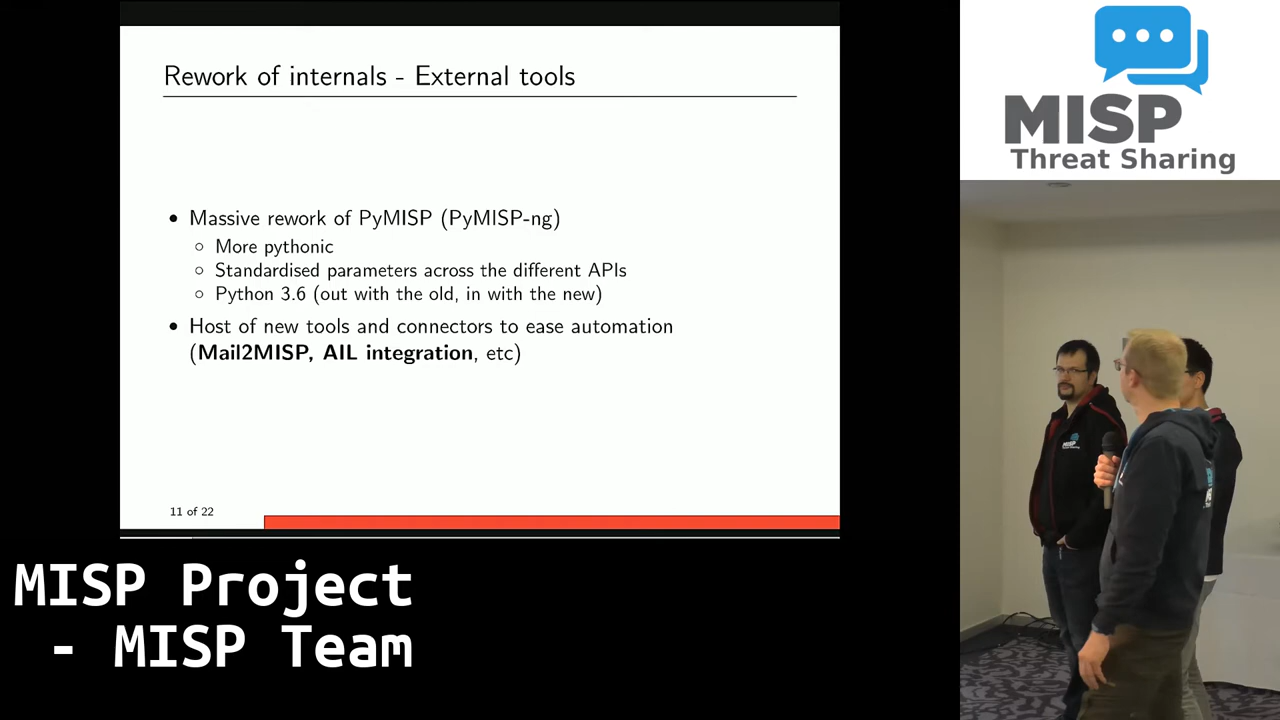 Rework of internals - External tools
• Massive rework of PyMISP (PyMISP-ng)
○ More pythonic
○ Standardised parameters across the different APIs
○ Python 3.6 (out with the old, in with the new)
• Host of new tools and connectors to ease automation
(Mail2MISP, AIL integration, etc)
11 of 22
MISP
Threat Sharing
MISP
MISP Project
- MISP Team